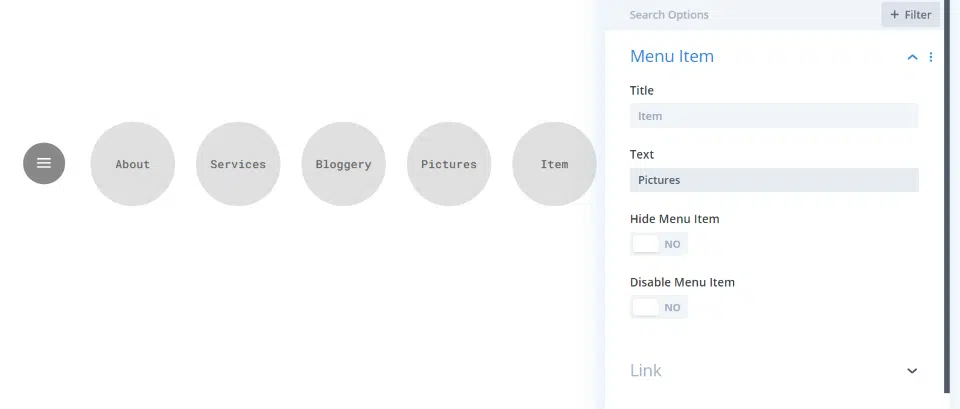 Search Options
+ Filter
Menu Item
Title
Item
Text
Pictures
Hide Menu Item
NO
Disable Menu Item
NO
Link
About
Services
Bloggery
Pictures
Item